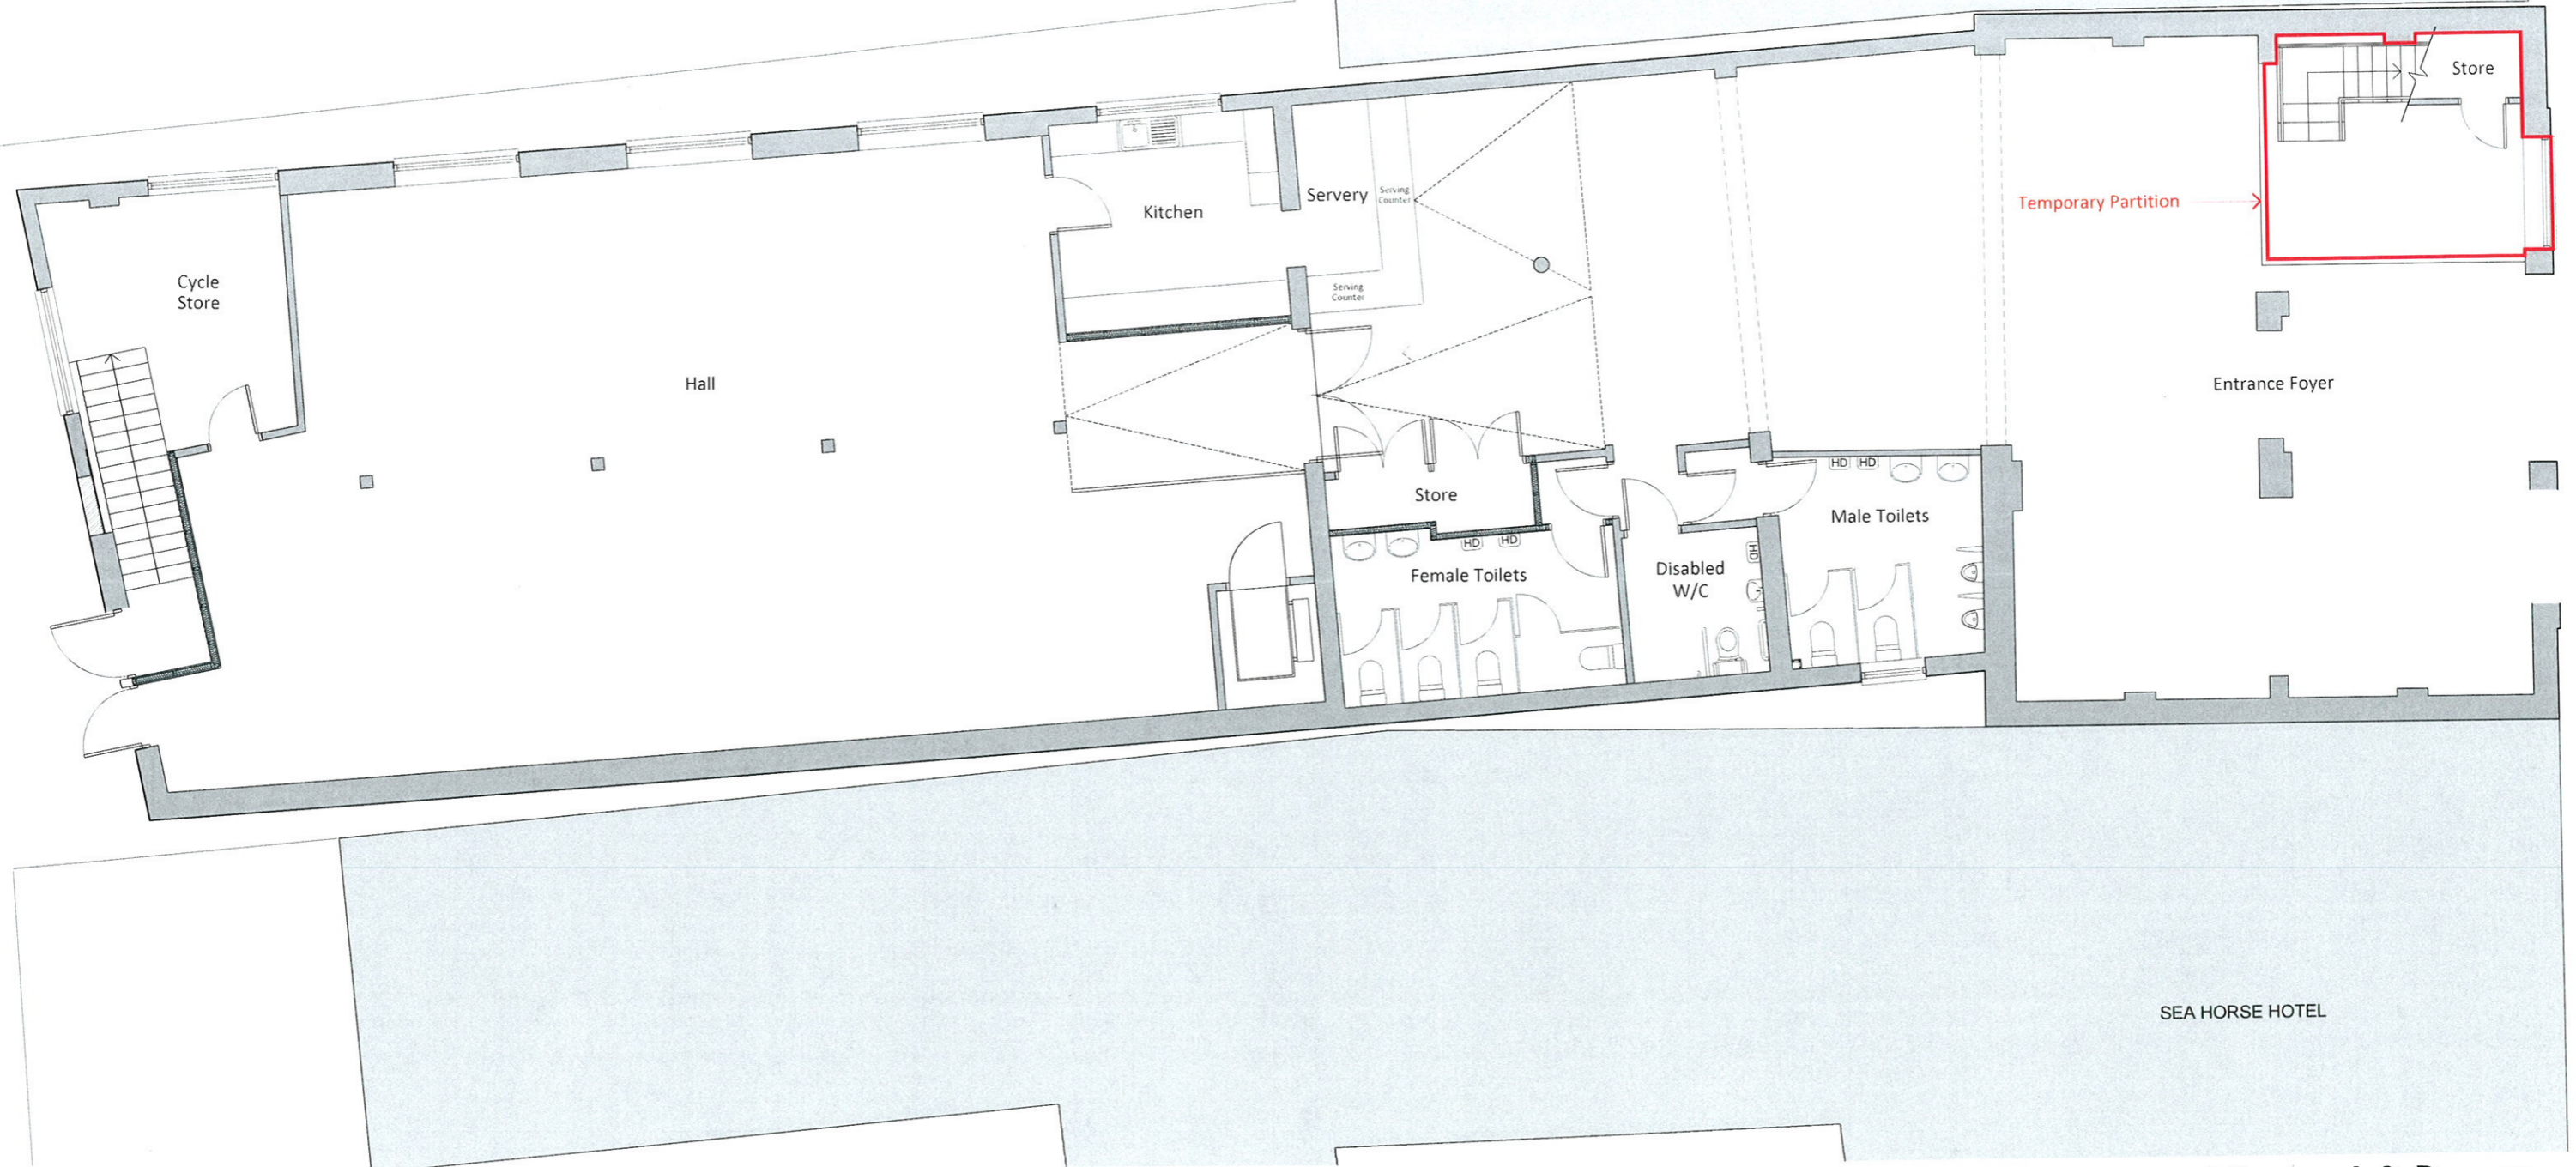 Store
Temporary Partition
Servery
Serving
Counter
Kitchen
Cycle
Store
Serving
Counter
Hall
Entrance Foyer
HD HD
Store
Male Toilets
HD HD
HD
Female Toilets
Disabled
W/C
SEA HORSE HOTEL